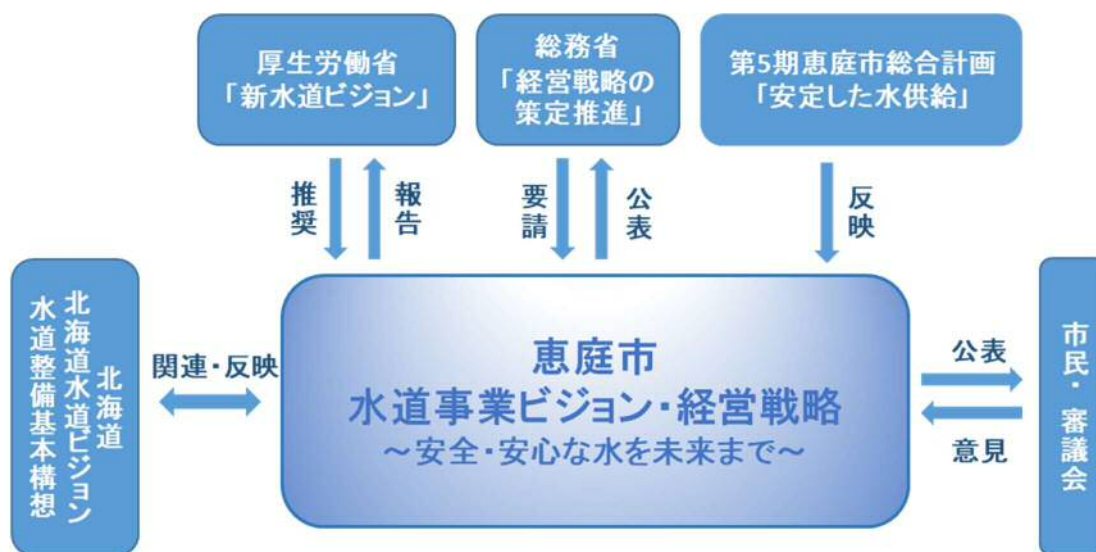 厚生労働省
「新水道ビジョン」
総務省
「経営戦略の
策定推進」
第5期恵庭市総合計画
「安定した水供給」
推奨
報告
要請
公表
反映
北海道
北海道水道ビジョン
水道整備基本構想
関連・反映
恵庭市
水道事業ビジョン・経営戦略
～安全・安心な水を未来まで～
公表
意見
市民・審議会